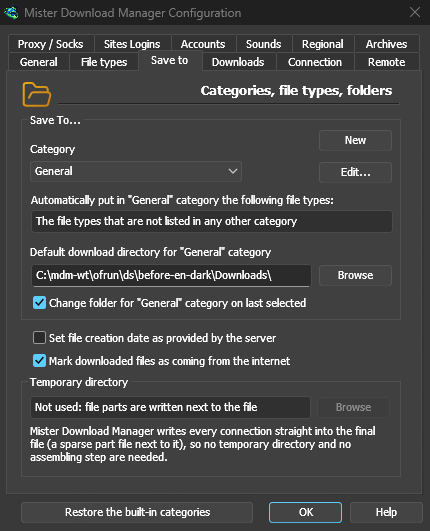 Mister Download Manager Configuration
Proxy / Socks
Sites Logins
Accounts
Sounds
Regional
Archives
General
File types
Save to
Downloads
Connection
Remote
Categories, file types, folders
Save To...
New
Category
General
Edit...
Automatically put in "General" category the following file types:
The file types that are not listed in any other category
Default download directory for "General" category
C:\mdm-wt\ofrun\ds\before-en-dark\Downloads\
Browse
Change folder for "General" category on last selected
Set file creation date as provided by the server
Mark downloaded files as coming from the internet
Temporary directory
Not used: file parts are written next to the file
Browse
Mister Download Manager writes every connection straight into the final
file (a sparse part file next to it), so no temporary directory and no
assembling step are needed.
Restore the built-in categories
OK
Help